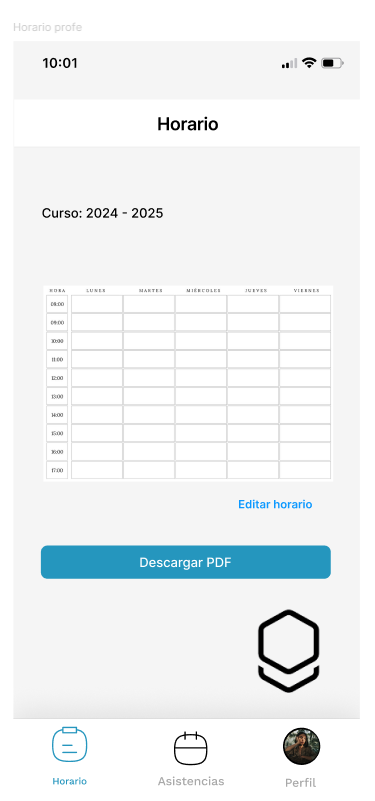 Horario profe
10:01
Horario
Curso: 2024 - 2025
HORA LUNES MARTES MIÉRCOLES JUEVES VIERNES
08:00
09:00
10:00
11:00
12:00
13:00
14:00
15:00
16:00
17:00
Editar horario
Descargar PDF
Horario Asistencias Perfil